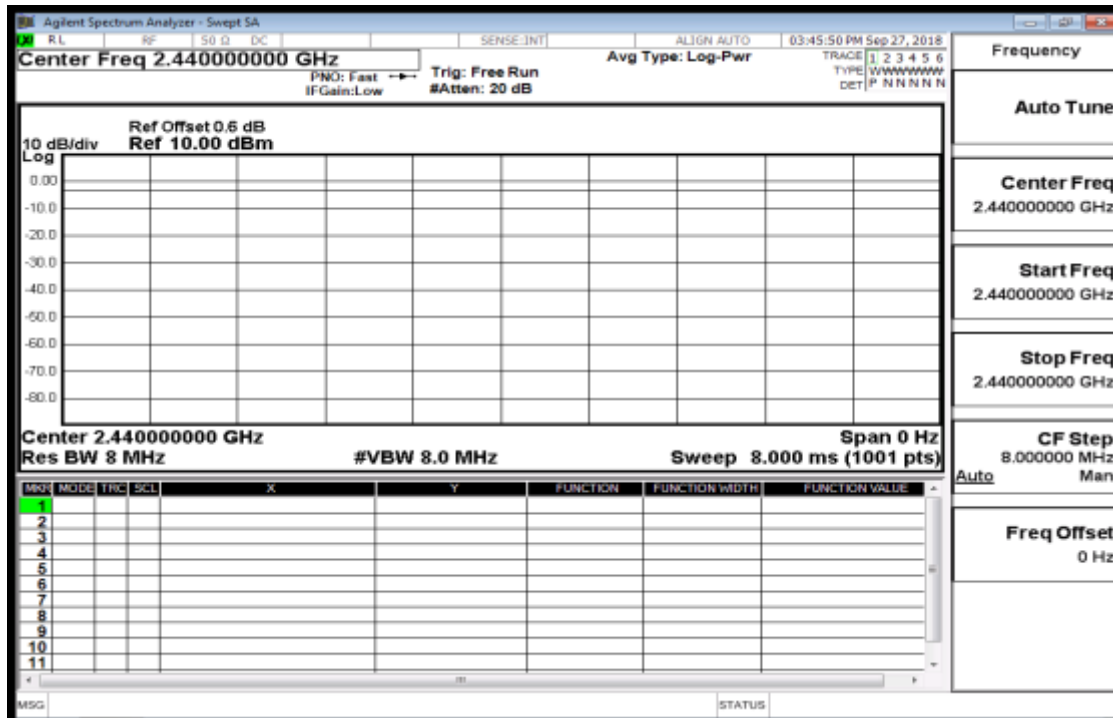 Agilent Spectrum Analyzer - Swept SA
RL RF 50 Ω DC SENSE:INT ALIGN AUTO 03:45:50 PM Sep 27, 2018
Center Freq 2.440000000 GHz
PNO: Fast
IFGain:Low
Trig: Free Run
#Atten: 20 dB
Avg Type: Log-Pwr
TRACE 1 2 3 4 5 6
TYPE
DET P N N N N N
Ref Offset 0.6 dB
10 dB/div Ref 10.00 dBm
Log
0.00
-10.0
-20.0
-30.0
-40.0
-50.0
-60.0
-70.0
-80.0
Center 2.440000000 GHz Span 0 Hz
Res BW 8 MHz #VBW 8.0 MHz Sweep 8.000 ms (1001 pts)
MKR MODE TRC SCL X Y FUNCTION FUNCTION WIDTH FUNCTION VALUE
1
2
3
4
5
6
7
8
9
10
11
MSG STATUS
Frequency
Auto Tune
Center Freq
2.440000000 GHz
Start Freq
2.440000000 GHz
Stop Freq
2.440000000 GHz
CF Step
8.000000 MHz
Auto Man
Freq Offset
0 Hz